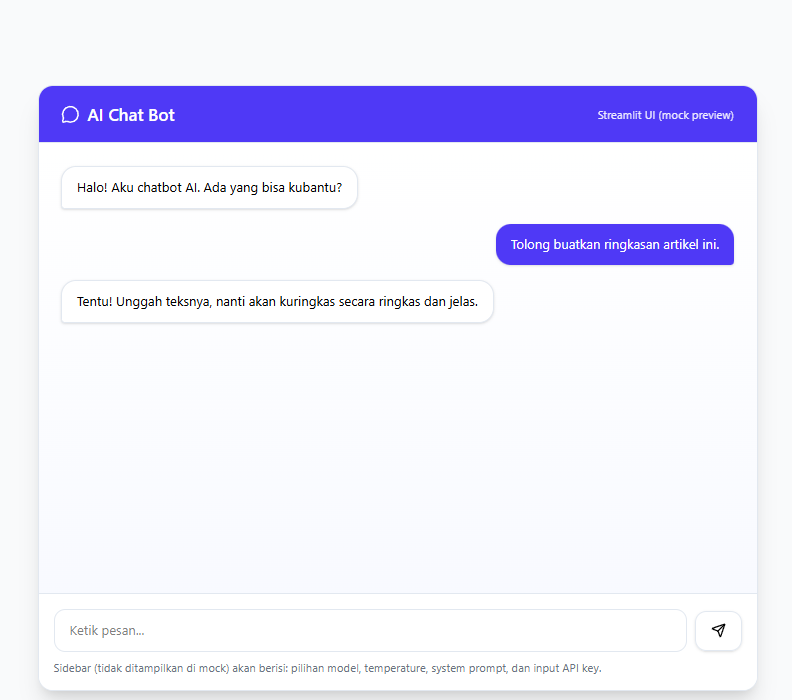 AI Chat Bot
Streamlit UI (mock preview)
Halo! Aku chatbot AI. Ada yang bisa kubantu?
Tolong buatkan ringkasan artikel ini.
Tentu! Unggah teksnya, nanti akan kuringkas secara ringkas dan jelas.
Ketik pesan...
Sidebar (tidak ditampilkan di mock) akan berisi: pilihan model, temperature, system prompt, dan input API key.